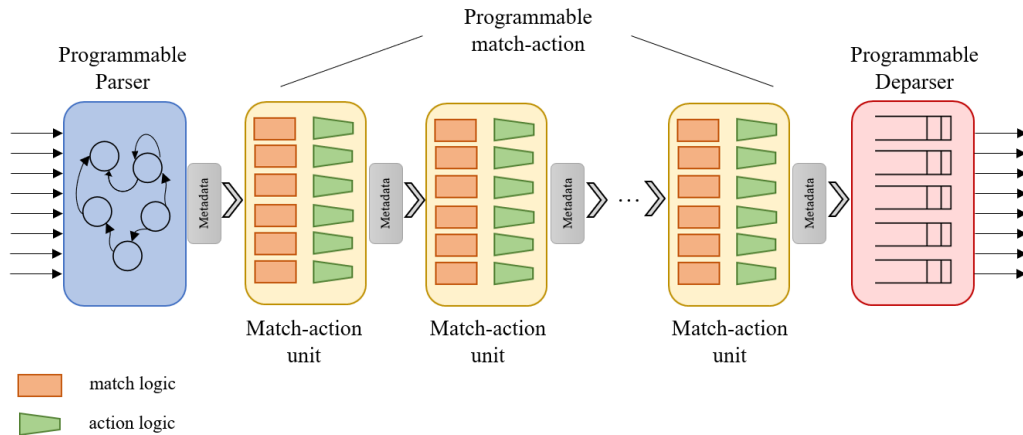 Programmable
match-action
Programmable
Parser
Programmable
Deparser
Metadata
Metadata
Metadata
...
Metadata
Match-action
unit
Match-action
unit
Match-action
unit
match logic
action logic